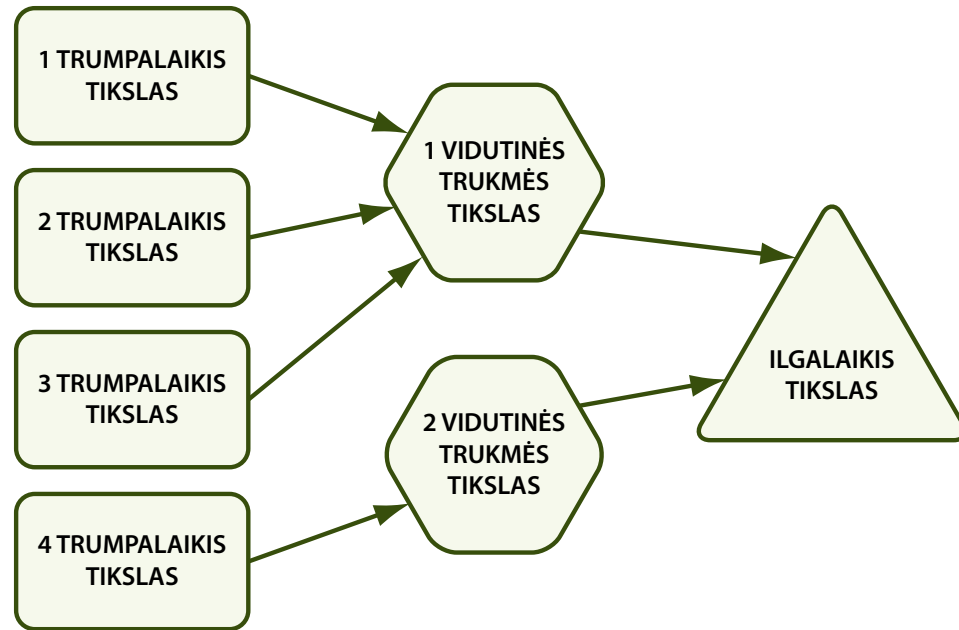 1 TRUMPALAIKIS
TIKSLAS
2 TRUMPALAIKIS
TIKSLAS
3 TRUMPALAIKIS
TIKSLAS
4 TRUMPALAIKIS
TIKSLAS
1 VIDUTINĖS
TRUKMĖS
TIKSLAS
2 VIDUTINĖS
TRUKMĖS
TIKSLAS
ILGALAIKIS
TIKSLAS